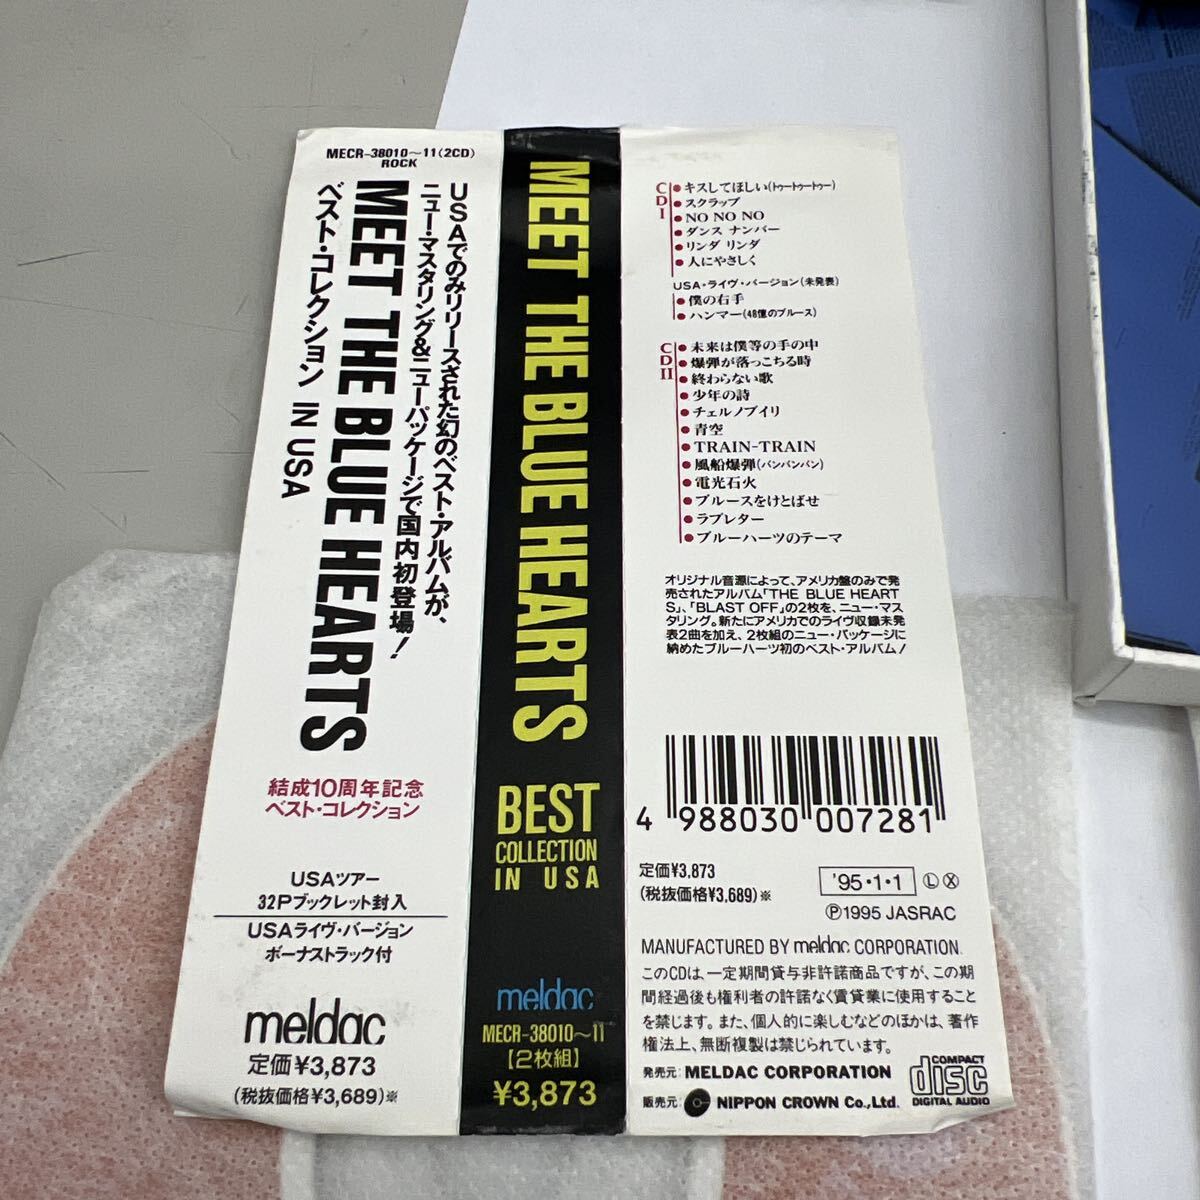 MECR-38010～11(2CD)
ROCK
USAでのみリリースされた幻のベスト・アルバムが、
ニュー・マスタリング&ニューパッケージで国内初登場!
MEET THE BLUE HEARTS
ベスト・コレクション IN USA
結成10周年記念
ベスト・コレクション
USAツアー
32Pブックレット封入
USAライヴ・バージョン
ボーナストラック付
meldac
定価¥3,873
(税抜価格¥3,689)※
MEET THE BLUE HEARTS
BEST
COLLECTION
IN USA
meldac
MECR-38010～11
【2枚組】
¥3,873
CDI
●キスしてほしい(トゥートゥートゥー)
●スクラップ
●NO NO NO
●ダンス ナンバー
●リンダ リンダ
●人にやさしく
USA・ライヴ・バージョン(未発表)
●僕の右手
●ハンマー(48億のブルース)
CDII
●未来は僕等の手の中
●爆弾が落っこちる時
●終わらない歌
●少年の詩
●チェルノブイリ
●青空
●TRAIN-TRAIN
●風船爆弾(バンバンバン)
●電光石火
●ブルースをけとばせ
●ラブレター
●ブルーハーツのテーマ
オリジナル音源によって、アメリカ盤のみで発
売されたアルバム「THE BLUE HEART
S」、「BLAST OFF」の2枚を、ニュー・マス
タリング。新たにアメリカでのライヴ収録未発
表2曲を加え、2枚組のニュー・パッケージに
納めたブルーハーツ初のベスト・アルバム!
4 988030 007281
定価¥3,873
(税抜価格¥3,689)※
'95・1・1 Ⓛ Ⓧ
Ⓟ1995 JASRAC
MANUFACTURED BY meldac CORPORATION.
このCDは、一定期間貸与非許諾商品ですが、この期
間経過後も権利者の許諾なく賃貸業に使用すること
を禁じます。また、個人的に楽しむなどのほかは、著作
権法上、無断複製は禁じられています。
発売元: MELDAC CORPORATION
販売元: NIPPON CROWN Co.,Ltd.
COMPACT
disc
DIGITAL AUDIO